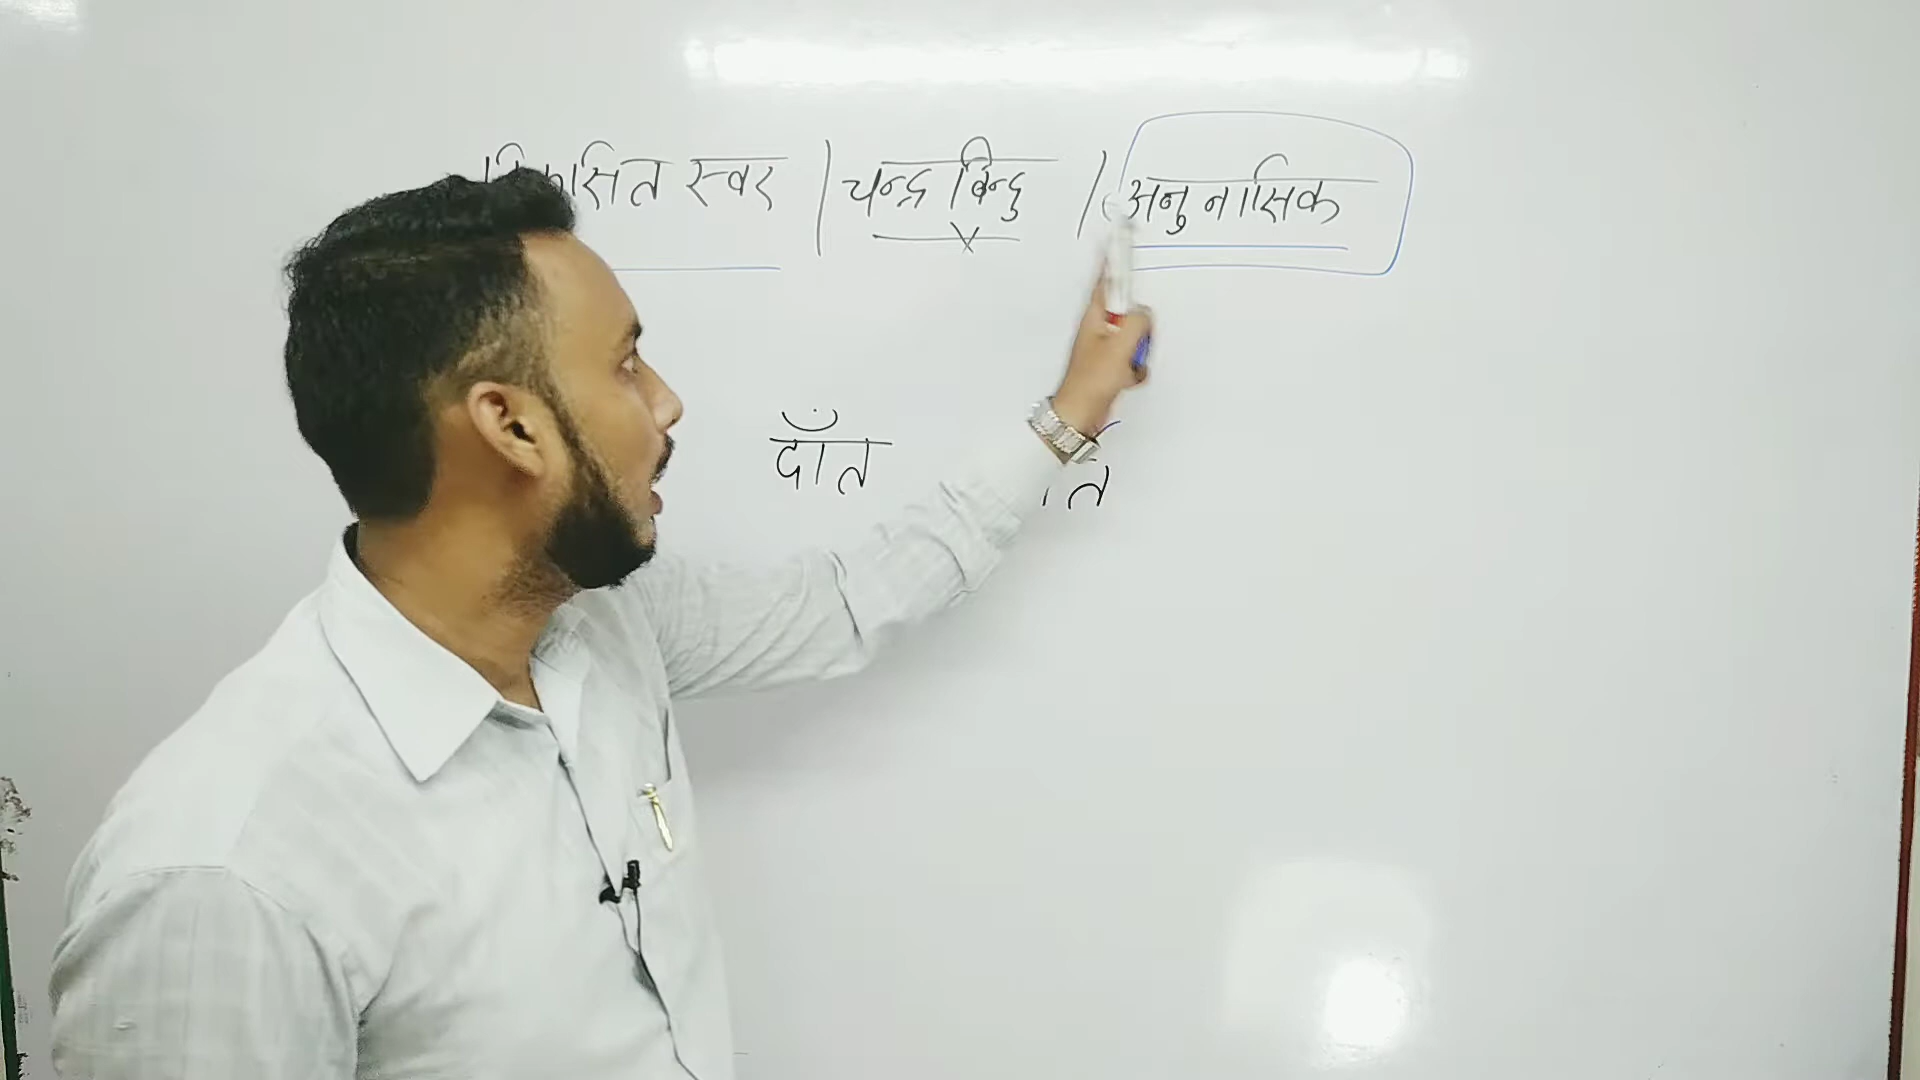 विकासित स्वर | चन्द्र बिन्दु | अनुनासिक
दाँत